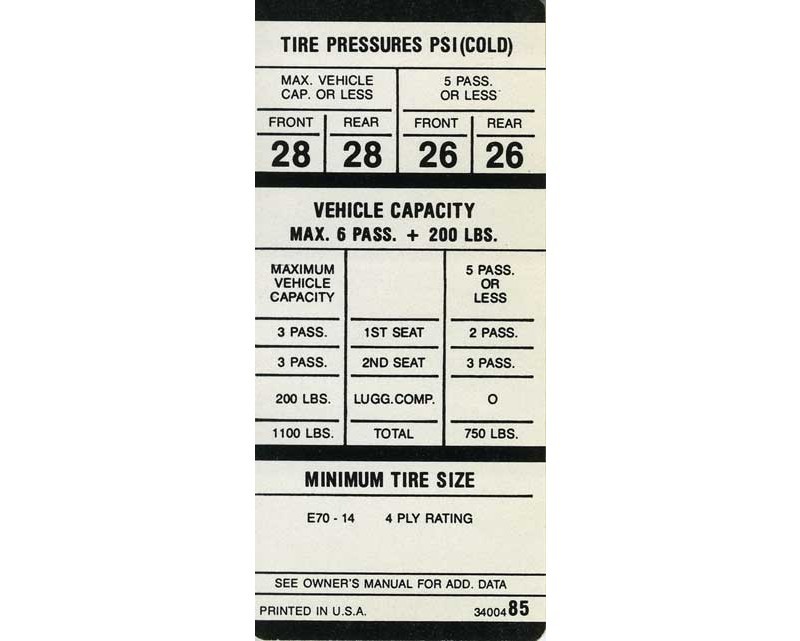 TIRE PRESSURES PSI(COLD)
MAX. VEHICLE
CAP. OR LESS
5 PASS.
OR LESS
FRONT REAR FRONT REAR
28 28 26 26
VEHICLE CAPACITY
MAX. 6 PASS. + 200 LBS.
MAXIMUM
VEHICLE
CAPACITY
5 PASS.
OR
LESS
3 PASS. 1ST SEAT 2 PASS.
3 PASS. 2ND SEAT 3 PASS.
200 LBS. LUGG.COMP. O
1100 LBS. TOTAL 750 LBS.
MINIMUM TIRE SIZE
E70 - 14 4 PLY RATING
SEE OWNER'S MANUAL FOR ADD. DATA
PRINTED IN U.S.A. 34004 85